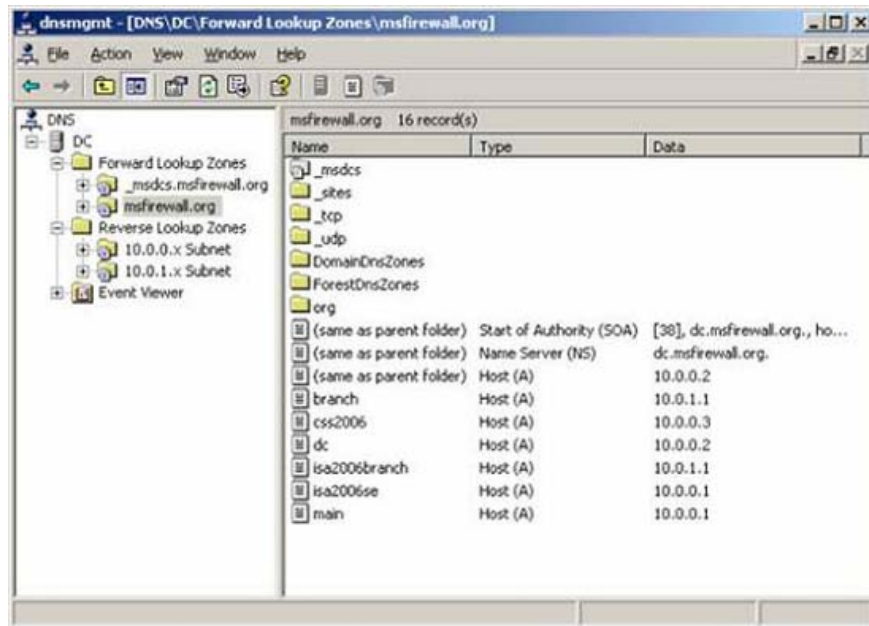 dnsmgmt - [DNS\DC\Forward Lookup Zones\msfirewall.org]
File Action View Window Help
DNS
DC
Forward Lookup Zones
_msdcs.msfirewall.org
msfirewall.org
Reverse Lookup Zones
10.0.0.x Subnet
10.0.1.x Subnet
Event Viewer
msfirewall.org 16 record(s)
Name Type Data
_msdcs
_sites
_tcp
_udp
DomainDnsZones
ForestDnsZones
org
(same as parent folder) Start of Authority (SOA) [38], dc.msfirewall.org., ho...
(same as parent folder) Name Server (NS) dc.msfirewall.org.
(same as parent folder) Host (A) 10.0.0.2
branch Host (A) 10.0.1.1
css2006 Host (A) 10.0.0.3
dc Host (A) 10.0.0.2
isa2006branch Host (A) 10.0.1.1
isa2006se Host (A) 10.0.0.1
main Host (A) 10.0.0.1